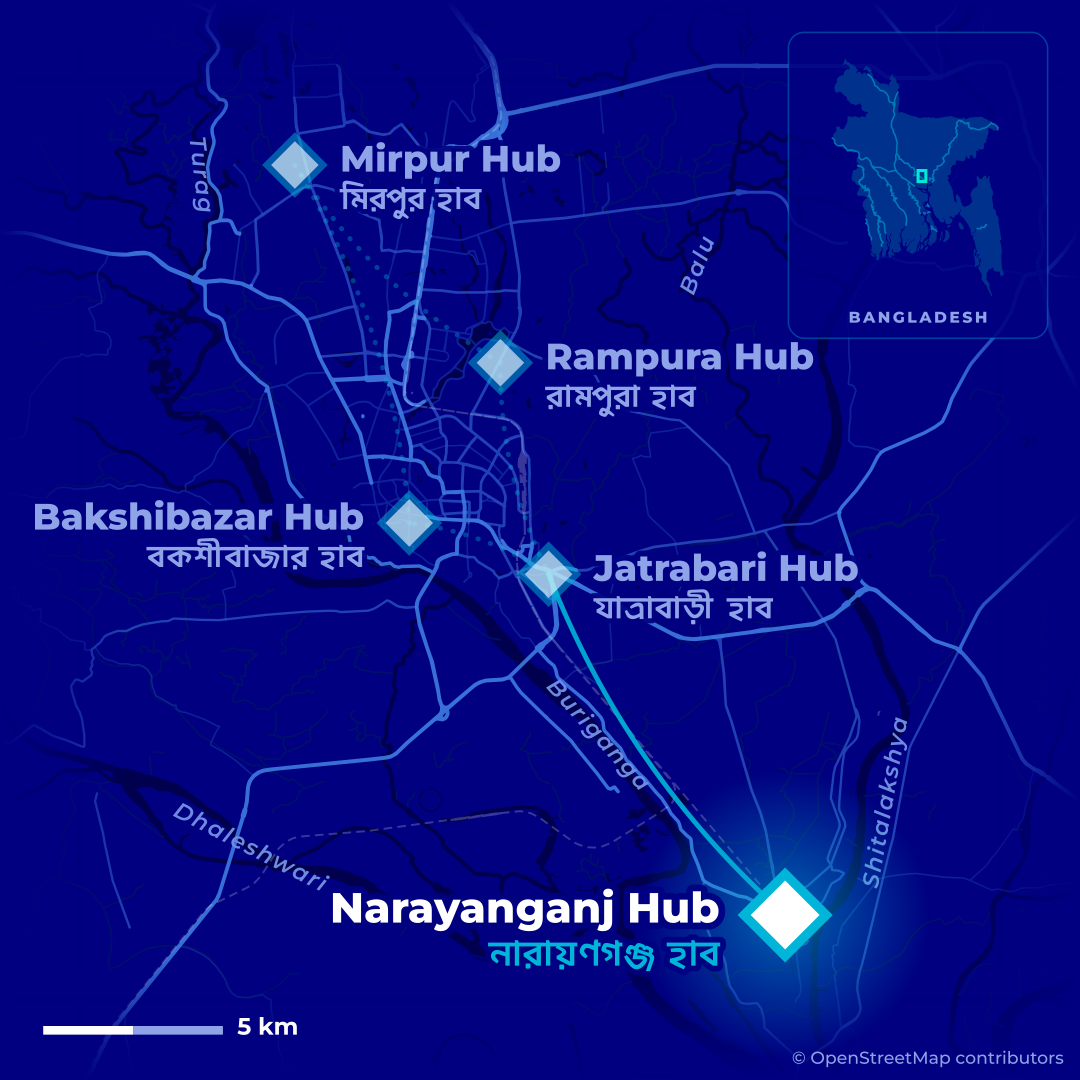 Turag
Mirpur Hub
মিরপুর হাব
Balu
BANGLADESH
Rampura Hub
রামপুরা হাব
Bakshibazar Hub
বকশীবাজার হাব
Jatrabari Hub
যাত্রাবাড়ী হাব
Buriganga
Shitalakshya
Dhaleshwari
Narayanganj Hub
নারায়ণগঞ্জ হাব
5 km
© OpenStreetMap contributors